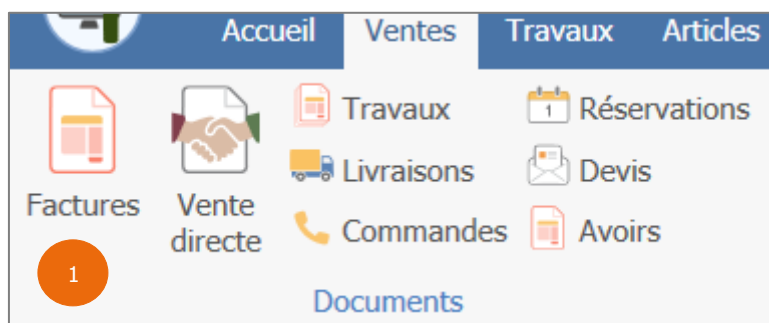 Accueil Ventes Travaux Articles
Travaux 1 Réservations
Livraisons Devis
Factures Vente directe Commandes Avoirs
1
Documents